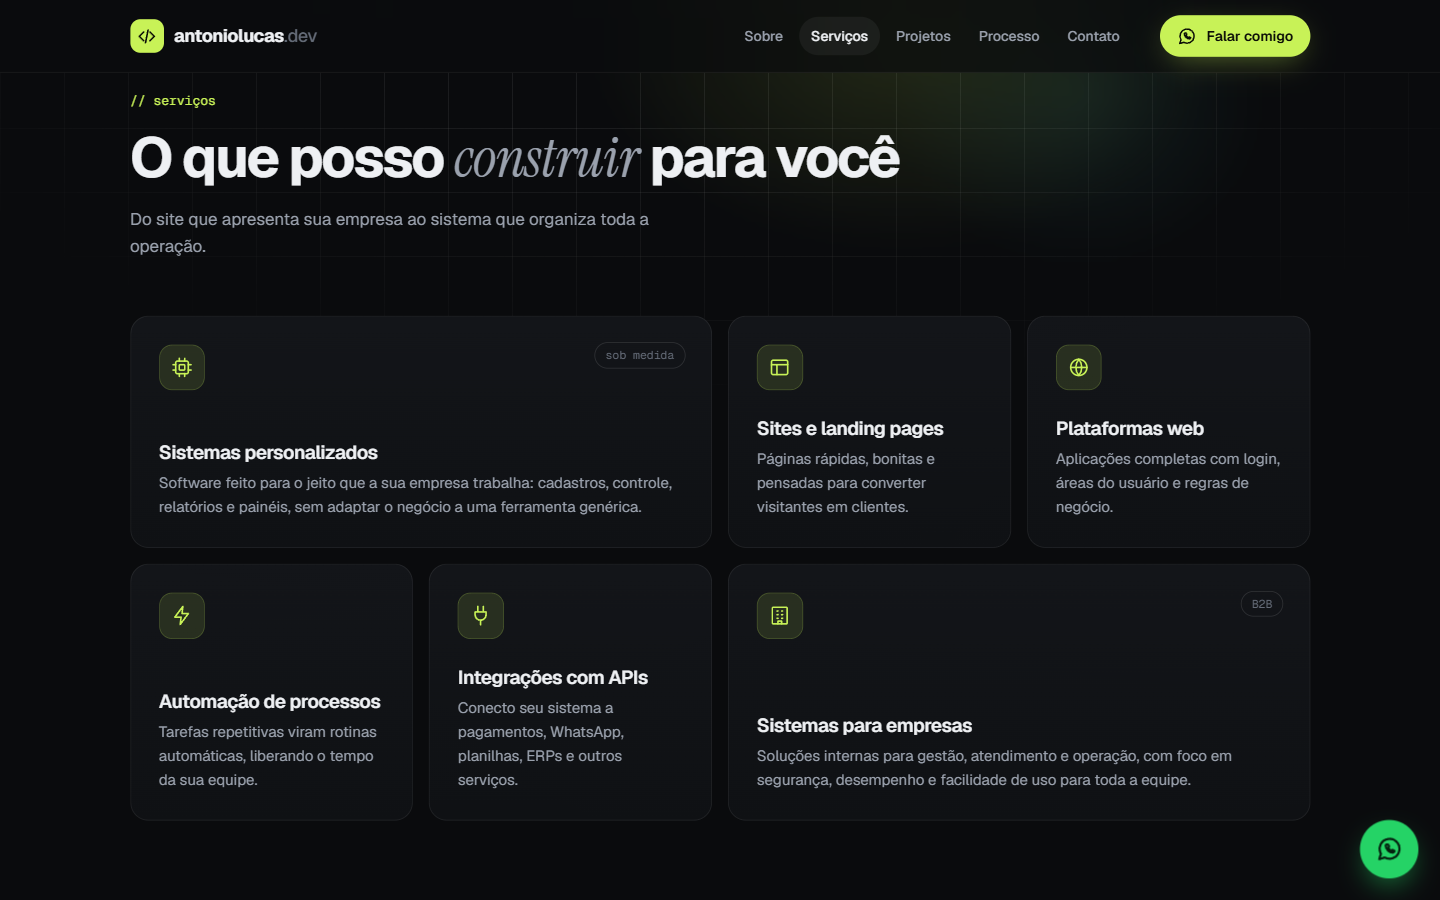 antoniolucas.dev
Sobre
Serviços
Projetos
Processo
Contato
Falar comigo
// serviços
O que posso construir para você
Do site que apresenta sua empresa ao sistema que organiza toda a
operação.
sob medida
Sistemas personalizados
Software feito para o jeito que a sua empresa trabalha: cadastros, controle,
relatórios e painéis, sem adaptar o negócio a uma ferramenta genérica.
Sites e landing pages
Páginas rápidas, bonitas e
pensadas para converter
visitantes em clientes.
Plataformas web
Aplicações completas com login,
áreas do usuário e regras de
negócio.
Automação de processos
Tarefas repetitivas viram rotinas
automáticas, liberando o tempo
da sua equipe.
Integrações com APIs
Conecto seu sistema a
pagamentos, WhatsApp,
planilhas, ERPs e outros
serviços.
B2B
Sistemas para empresas
Soluções internas para gestão, atendimento e operação, com foco em
segurança, desempenho e facilidade de uso para toda a equipe.